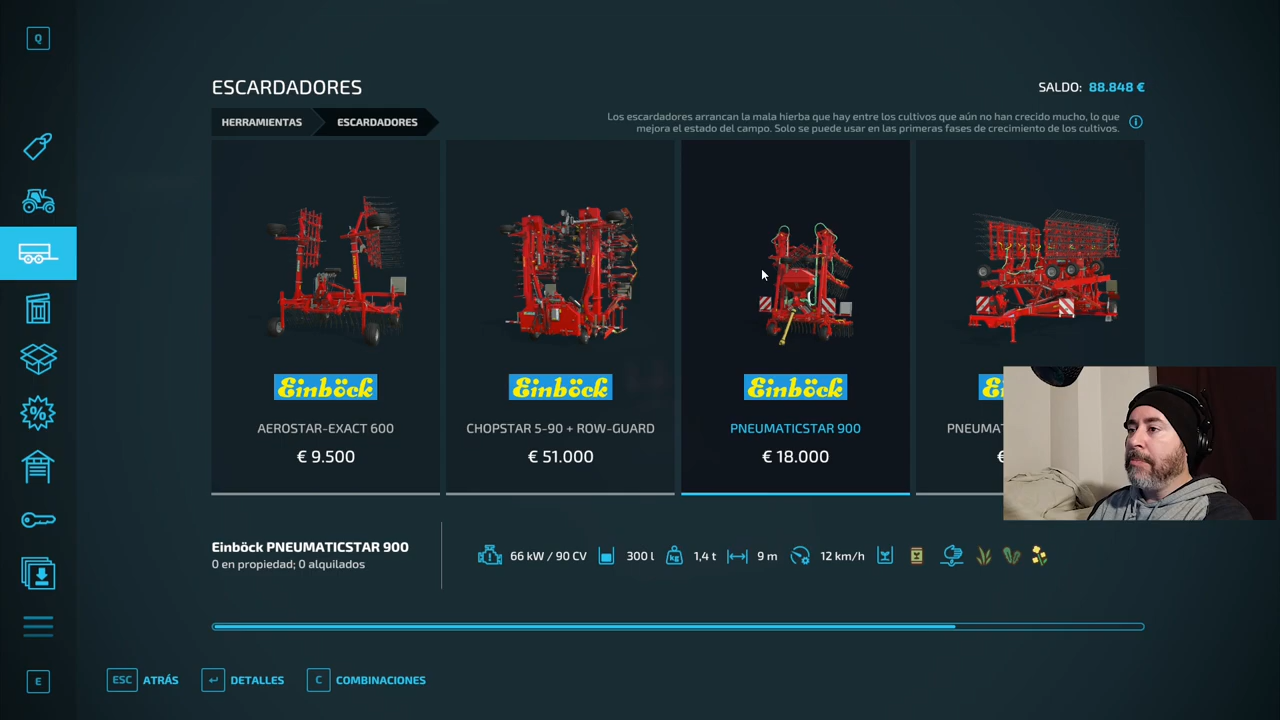 Q
ESCARDADORES
SALDO: 88.848 €
HERRAMIENTAS
ESCARDADORES
Los escardadores arrancan la mala hierba que hay entre los cultivos que aún no han crecido mucho, lo que
mejora el estado del campo. Solo se puede usar en las primeras fases de crecimiento de los cultivos.
Einböck
AEROSTAR-EXACT 600
€ 9.500
Einböck
CHOPSTAR 5-90 + ROW-GUARD
€ 51.000
Einböck
PNEUMATICSTAR 900
€ 18.000
Einböck PNEUMATICSTAR 900
0 en propiedad; 0 alquilados
66 kW / 90 CV
300 l
1,4 t
9 m
12 km/h
E
ESC ATRÁS
DETALLES
C COMBINACIONES